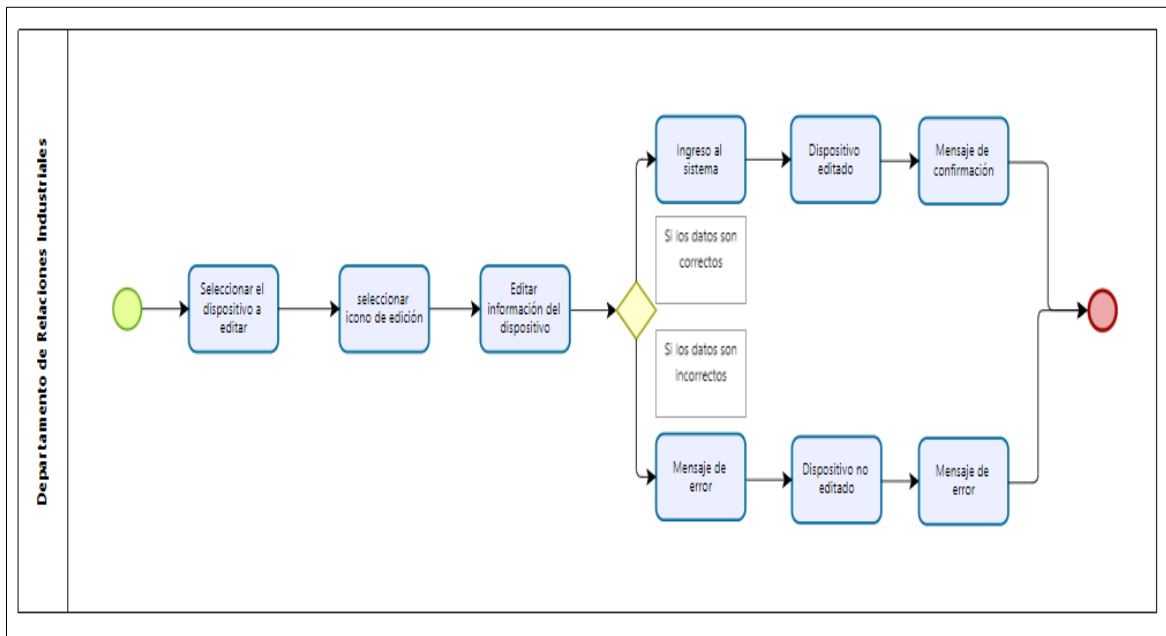 Departamento de Relaciones Industriales
Seleccionar el
dispositivo a
editar
seleccionar
icono de edición
Editar
información del
dispositivo
Ingreso al
sistema
Dispositivo
editado
Mensaje de
confirmación
Si los datos son
correctos
Si los datos son
incorrectos
Mensaje de
error
Dispositivo no
editado
Mensaje de
error